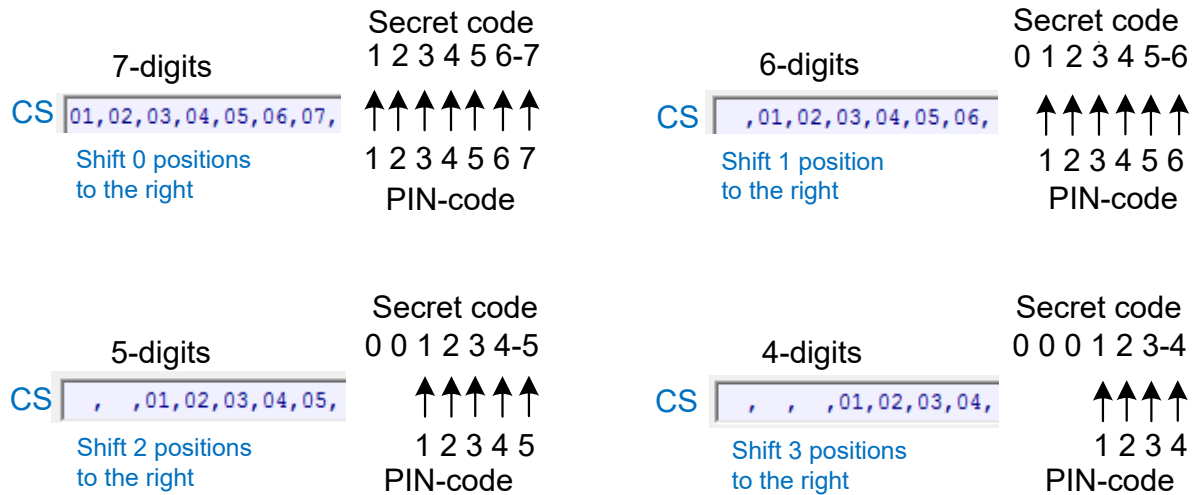 Secret code
1 2 3 4 5 6-7
7-digits
CS 01,02,03,04,05,06,07,
Shift 0 positions
to the right
1 2 3 4 5 6 7
PIN-code
Secret code
0 1 2 3 4 5-6
6-digits
CS ,01,02,03,04,05,06,
Shift 1 position
to the right
1 2 3 4 5 6
PIN-code
Secret code
0 0 1 2 3 4-5
5-digits
CS , ,01,02,03,04,05,
Shift 2 positions
to the right
1 2 3 4 5
PIN-code
Secret code
0 0 0 1 2 3-4
4-digits
CS , , ,01,02,03,04,
Shift 3 positions
to the right
1 2 3 4
PIN-code